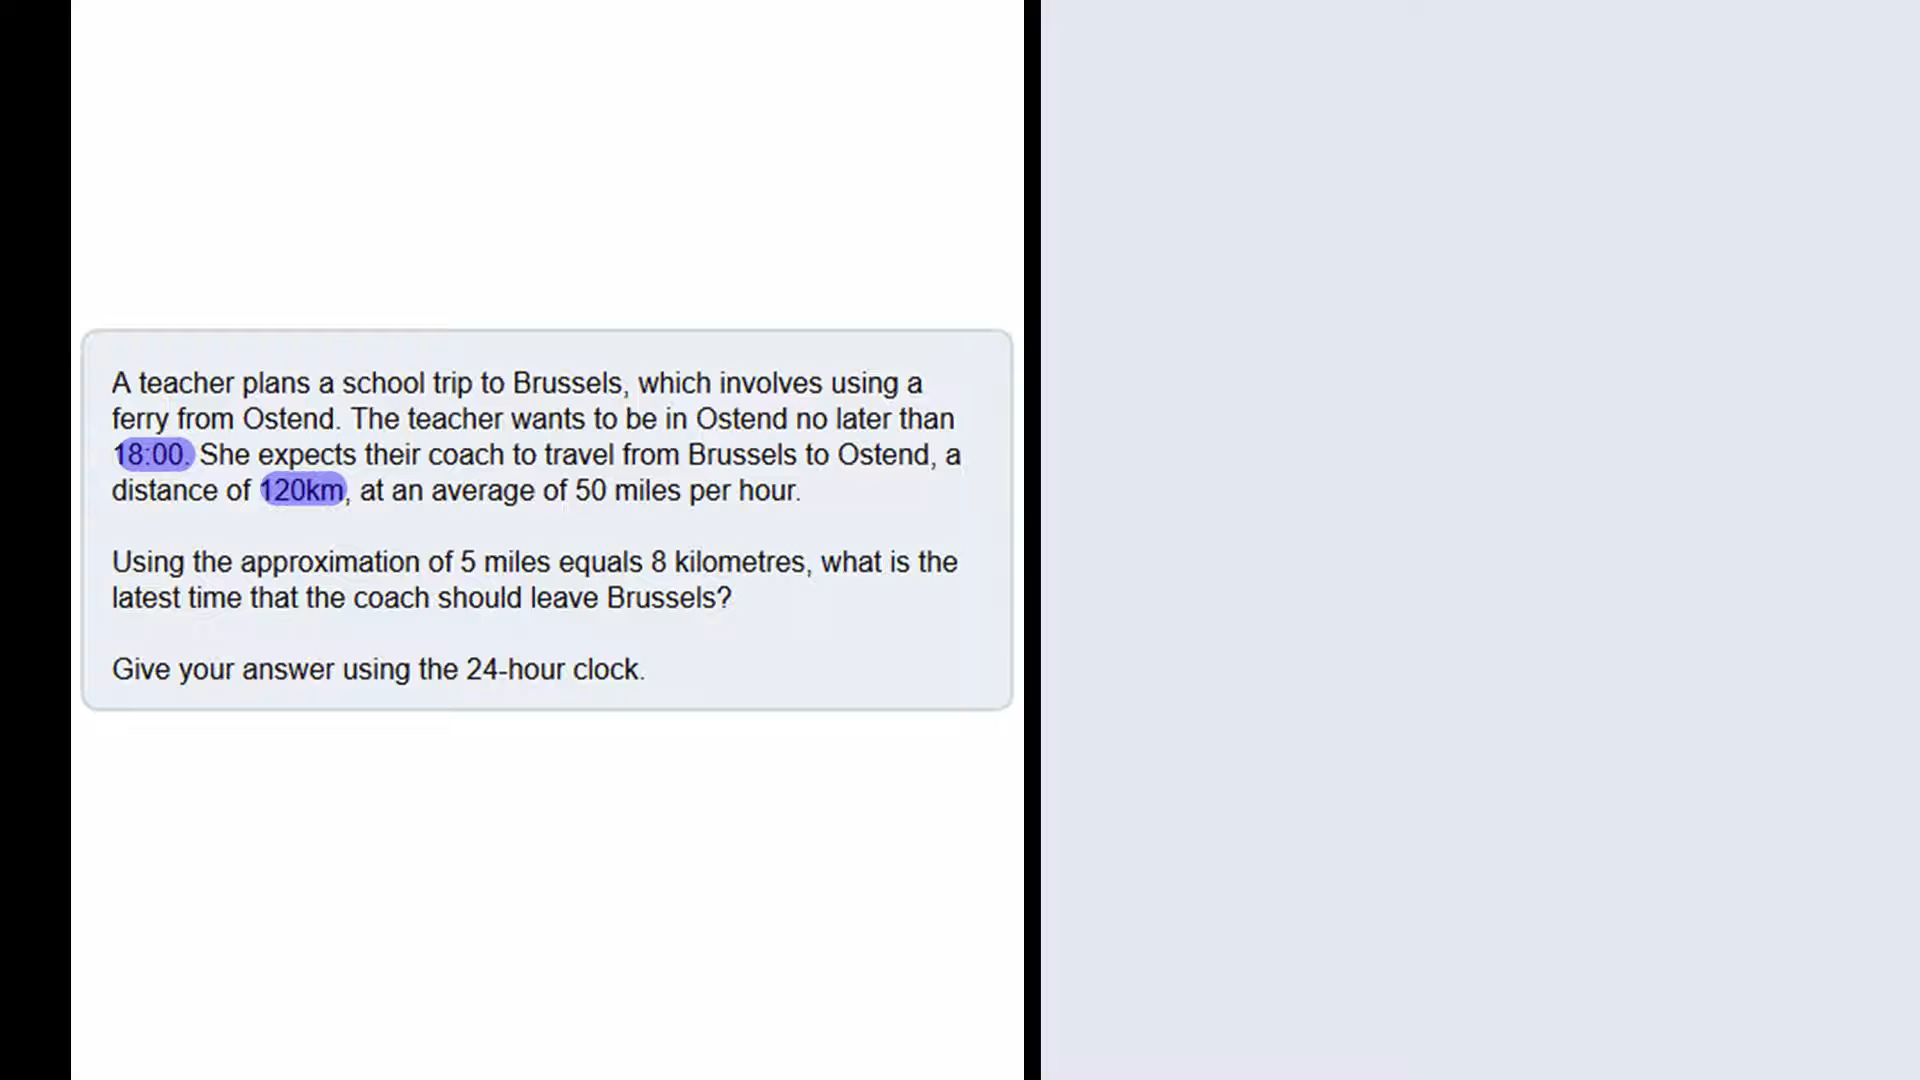 A teacher plans a school trip to Brussels, which involves using a
ferry from Ostend. The teacher wants to be in Ostend no later than
18:00. She expects their coach to travel from Brussels to Ostend, a
distance of 120km, at an average of 50 miles per hour.
Using the approximation of 5 miles equals 8 kilometres, what is the
latest time that the coach should leave Brussels?
Give your answer using the 24-hour clock.